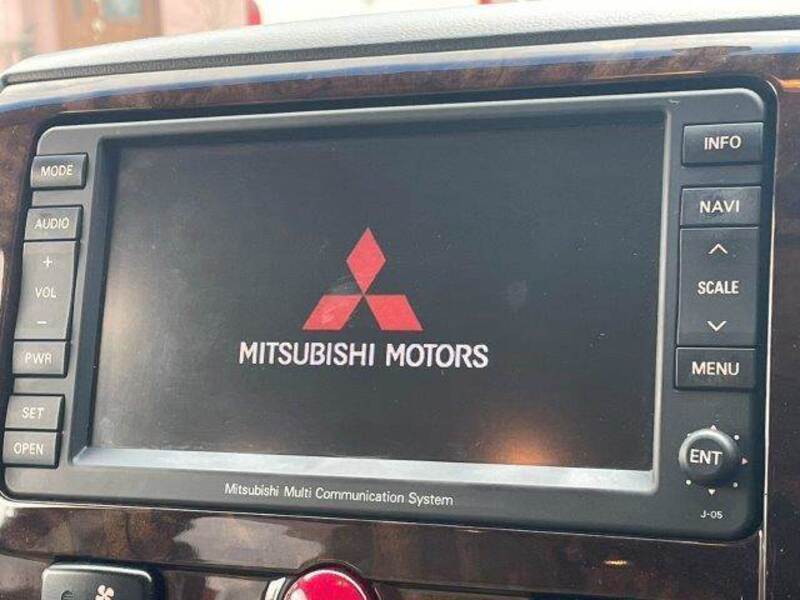 MODE
AUDIO
+
VOL
−
PWR
SET
OPEN
MITSUBISHI MOTORS
Mitsubishi Multi Communication System
INFO
NAVI
SCALE
MENU
ENT
J-05